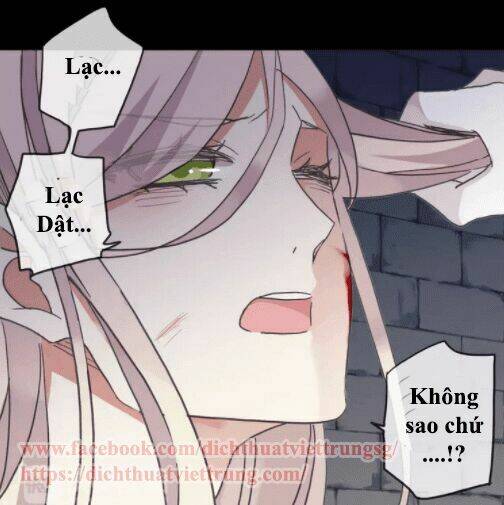 Lạc...
Lạc
Dật...
Không
sao chứ
....!?
www.facebook.com/dichthuatviettrungsg/
https://dichthuatviettrung.com